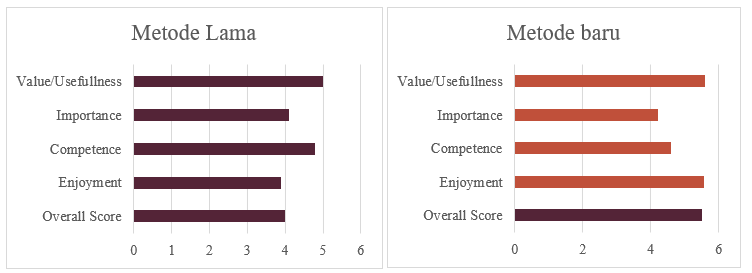 Metode Lama
Value/Usefullness
Importance
Competence
Enjoyment
Overall Score
0 1 2 3 4 5 6
Metode baru
Value/Usefullness
Importance
Competence
Enjoyment
Overall Score
0 2 4 6